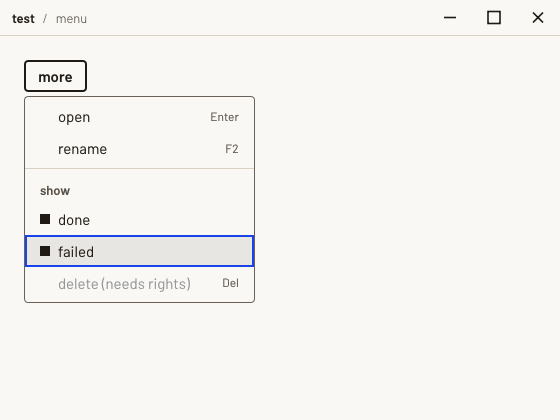 test / menu
more
open Enter
rename F2
show
done
failed
delete (needs rights) Del